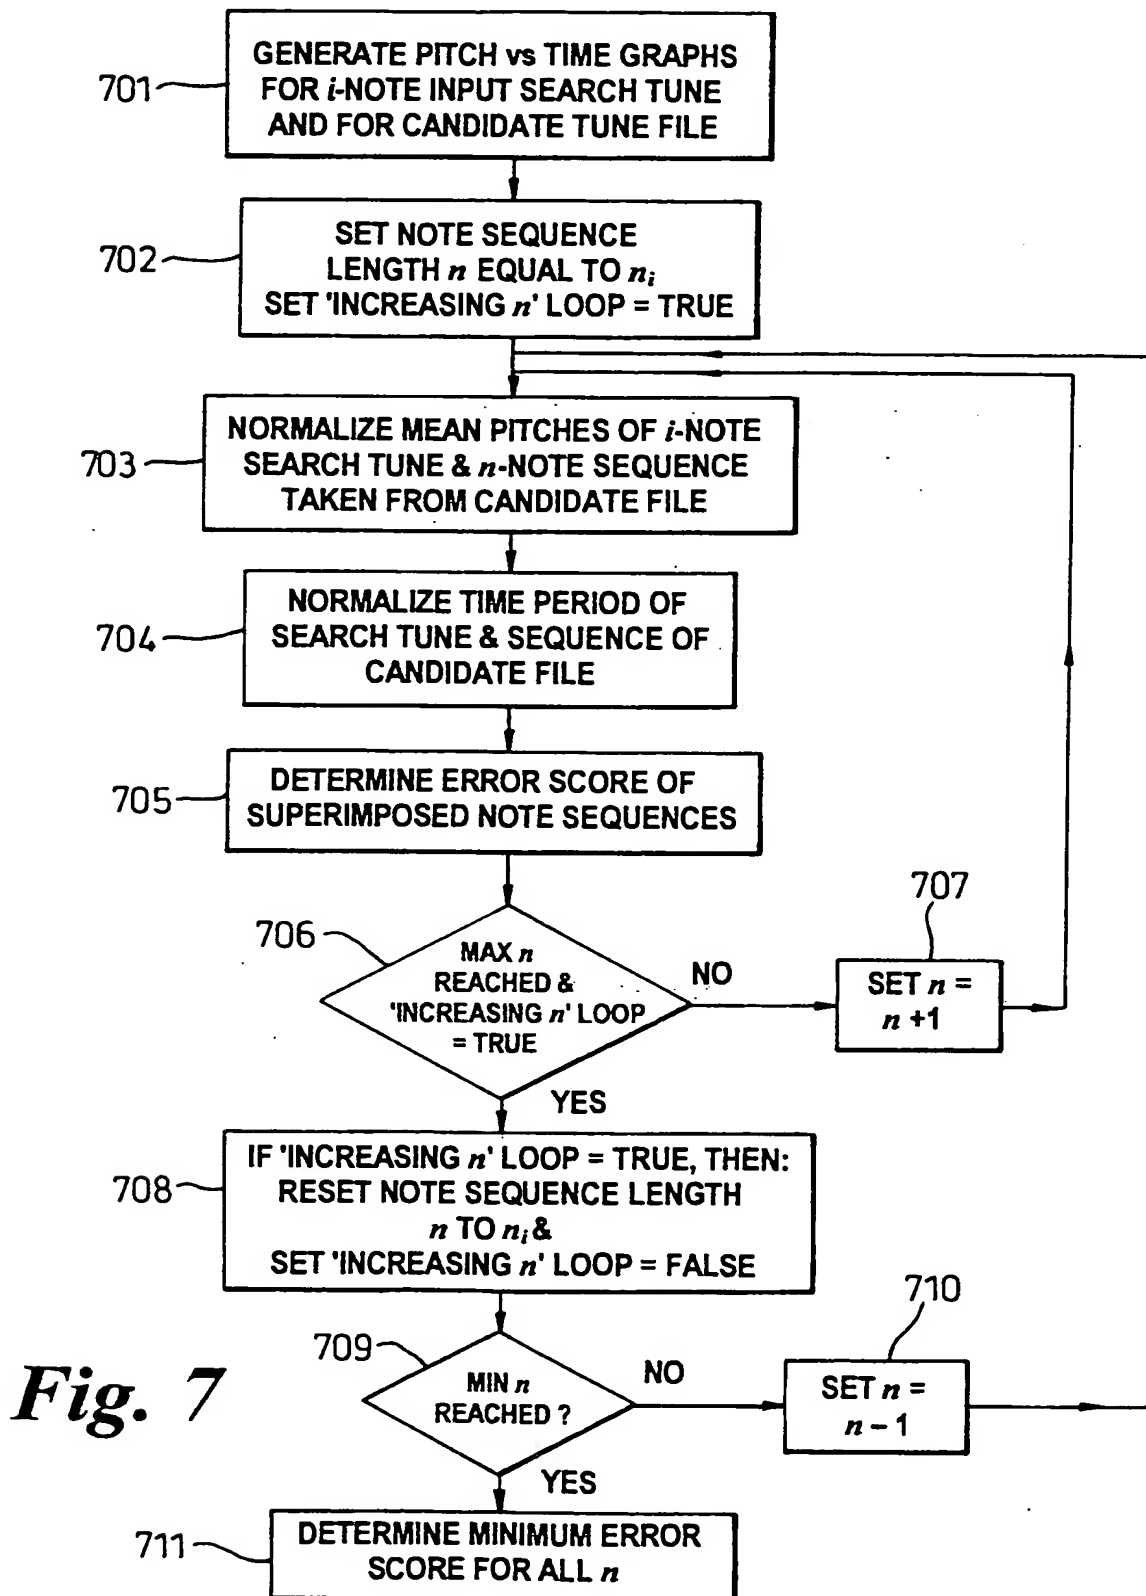 GENERATE PITCH vs TIME GRAPHS
FOR i-NOTE INPUT SEARCH TUNE
AND FOR CANDIDATE TUNE FILE
701
SET NOTE SEQUENCE
LENGTH n EQUAL TO ni
SET 'INCREASING n' LOOP = TRUE
702
NORMALIZE MEAN PITCHES OF i-NOTE
SEARCH TUNE & n-NOTE SEQUENCE
TAKEN FROM CANDIDATE FILE
703
NORMALIZE TIME PERIOD OF
SEARCH TUNE & SEQUENCE OF
CANDIDATE FILE
704
DETERMINE ERROR SCORE OF
SUPERIMPOSED NOTE SEQUENCES
705
706
MAX n
REACHED &
'INCREASING n' LOOP
= TRUE
NO
707
SET n =
n +1
YES
IF 'INCREASING n' LOOP = TRUE, THEN:
RESET NOTE SEQUENCE LENGTH
n TO ni &
SET 'INCREASING n' LOOP = FALSE
708
709
MIN n
REACHED ?
NO
710
SET n =
n – 1
YES
Fig. 7
DETERMINE MINIMUM ERROR
SCORE FOR ALL n
711